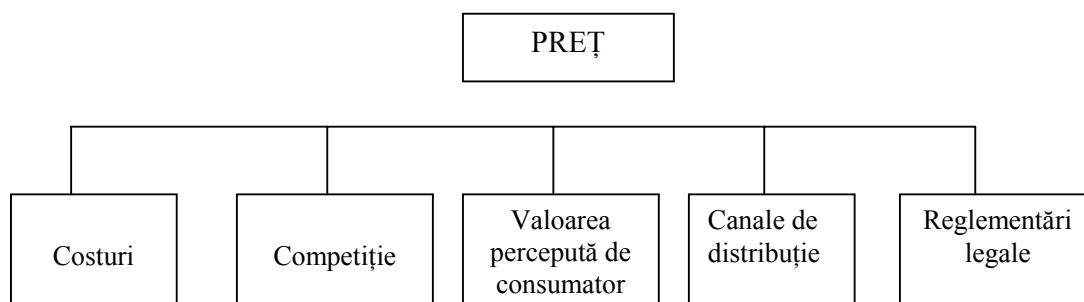 PREȚ
Costuri
Competiție
Valoarea
percepută de
consumator
Canale de
distribuție
Reglementări
legale